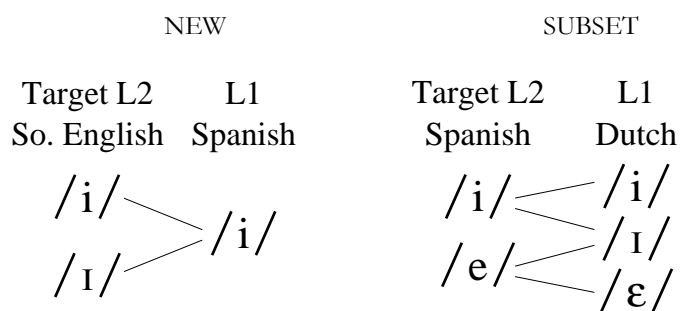 NEW SUBSET
Target L2 L1 Target L2 L1
So. English Spanish Spanish Dutch
/i/ /i/ /i/ /i/
/ɪ/ /e/ /ɪ/
/ɛ/